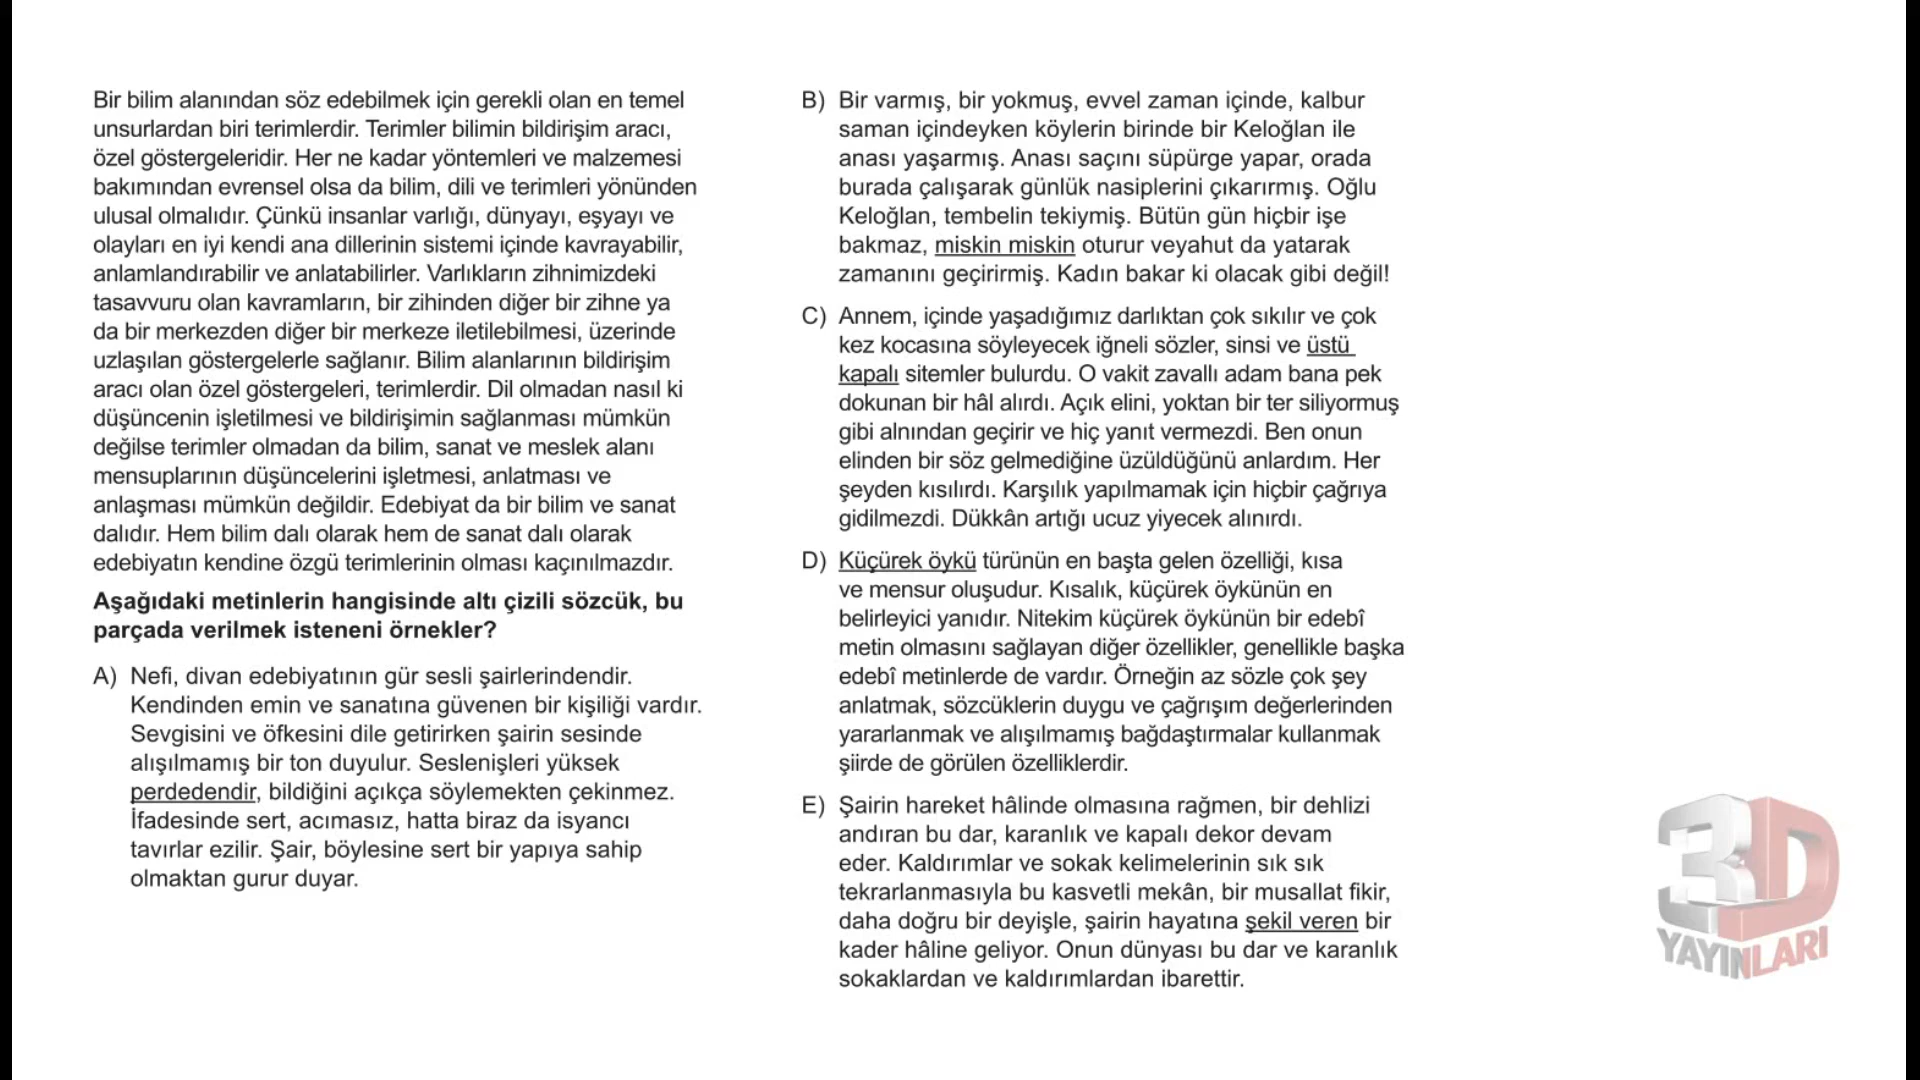 Bir bilim alanından söz edebilmek için gerekli olan en temel
unsurlardan biri terimlerdir. Terimler bilimin bildirişim aracı,
özel göstergeleridir. Her ne kadar yöntemleri ve malzemesi
bakımından evrensel olsa da bilim, dili ve terimleri yönünden
ulusal olmalıdır. Çünkü insanlar varlığı, dünyayı, eşyayı ve
olayları en iyi kendi ana dillerinin sistemi içinde kavrayabilir,
anlamlandırabilir ve anlatabilirler. Varlıkların zihnimizdeki
tasavvuru olan kavramların, bir zihinden diğer bir zihne ya
da bir merkezden diğer bir merkeze iletilebilmesi, üzerinde
uzlaşılan göstergelerle sağlanır. Bilim alanlarının bildirişim
aracı olan özel göstergeleri, terimlerdir. Dil olmadan nasıl ki
düşüncenin işletilmesi ve bildirişimin sağlanması mümkün
değilse terimler olmadan da bilim, sanat ve meslek alanı
mensuplarının düşüncelerini işletmesi, anlatması ve
anlaşması mümkün değildir. Edebiyat da bir bilim ve sanat
dalıdır. Hem bilim dalı olarak hem de sanat dalı olarak
edebiyatın kendine özgü terimlerinin olması kaçınılmazdır.
Aşağıdaki metinlerin hangisinde altı çizili sözcük, bu
parçada verilmek isteneni örnekler?
A) Nefi, divan edebiyatının gür sesli şairlerindendir.
Kendinden emin ve sanatına güvenen bir kişiliği vardır.
Sevgisini ve öfkesini dile getirirken şairin sesinde
alışılmamış bir ton duyulur. Seslenişleri yüksek
perdedendir, bildiğini açıkça söylemekten çekinmez.
İfadesinde sert, acımasız, hatta biraz da isyancı
tavırlar ezilir. Şair, böylesine sert bir yapıya sahip
olmaktan gurur duyar.
B) Bir varmış, bir yokmuş, evvel zaman içinde, kalbur
saman içindeyken köylerin birinde bir Keloğlan ile
anası yaşarmış. Anası saçını süpürge yapar, orada
burada çalışarak günlük nasiplerini çıkarırmış. Oğlu
Keloğlan, tembelin tekiymiş. Bütün gün hiçbir işe
bakmaz, miskin miskin oturur veyahut da yatarak
zamanını geçirirmiş. Kadın bakar ki olacak gibi değil!
C) Annem, içinde yaşadığımız darlıktan çok sıkılır ve çok
kez kocasına söyleyecek iğneli sözler, sinsi ve üstü
kapalı sitemler bulurdu. O vakit zavallı adam bana pek
dokunan bir hâl alırdı. Açık elini, yoktan bir ter siliyormuş
gibi alnından geçirir ve hiç yanıt vermezdi. Ben onun
elinden bir söz gelmediğine üzüldüğünü anlardım. Her
şeyden kısılırdı. Karşılık yapılmamak için hiçbir çağrıya
gidilmezdi. Dükkân artığı ucuz yiyecek alınırdı.
D) Küçürek öykü türünün en başta gelen özelliği, kısa
ve mensur oluşudur. Kısalık, küçürek öykünün en
belirleyici yanıdır. Nitekim küçürek öykünün bir edebî
metin olmasını sağlayan diğer özellikler, genellikle başka
edebî metinlerde de vardır. Örneğin az sözle çok şey
anlatmak, sözcüklerin duygu ve çağrışım değerlerinden
yararlanmak ve alışılmamış bağdaştırmalar kullanmak
şiirde de görülen özelliklerdir.
E) Şairin hareket hâlinde olmasına rağmen, bir dehlizi
andıran bu dar, karanlık ve kapalı dekor devam
eder. Kaldırımlar ve sokak kelimelerinin sık sık
tekrarlanmasıyla bu kasvetli mekân, bir musallat fikir,
daha doğru bir deyişle, şairin hayatına şekil veren bir
kader hâline geliyor. Onun dünyası bu dar ve karanlık
sokaklardan ve kaldırımlardan ibarettir.
3D
YAYINLARI